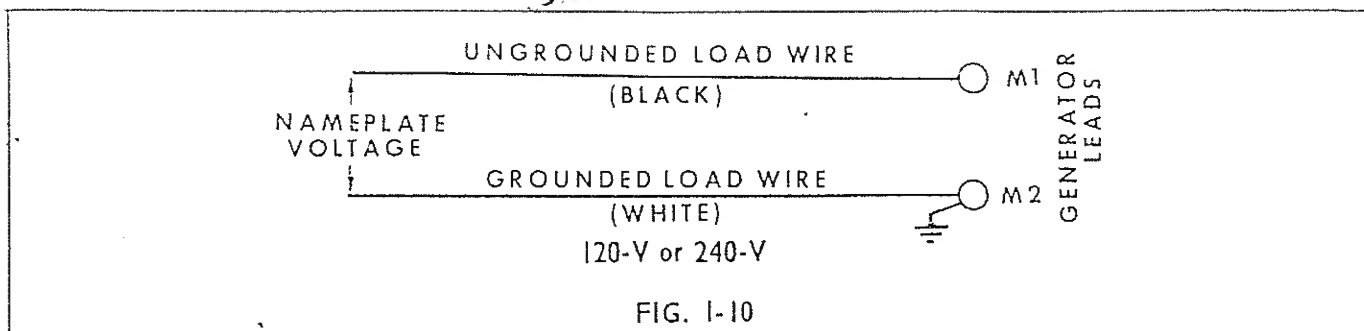 UNGROUNDED LOAD WIRE
(BLACK)
M1
NAMEPLATE
VOLTAGE
GENERATOR
LEADS
GROUNDED LOAD WIRE
(WHITE)
M2
120-V or 240-V
FIG. 1-10